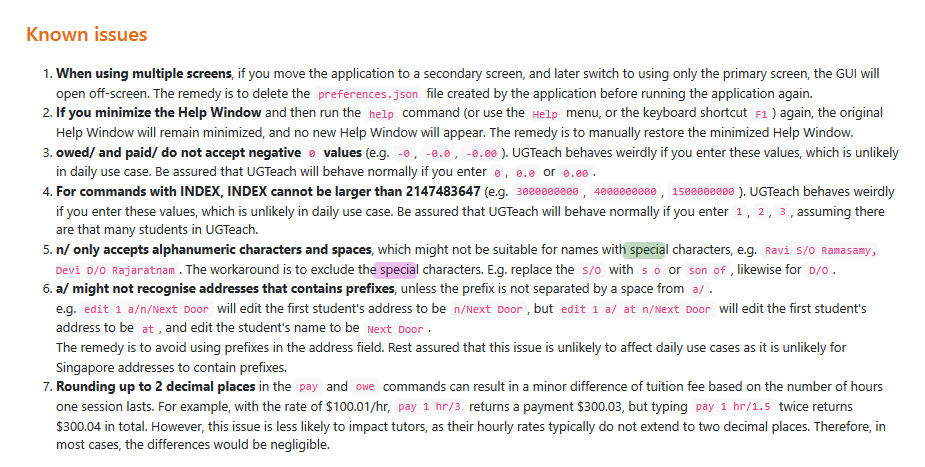 Known issues
1. When using multiple screens, if you move the application to a secondary screen, and later switch to using only the primary screen, the GUI will
open off-screen. The remedy is to delete the preferences.json file created by the application before running the application again.
2. If you minimize the Help Window and then run the help command (or use the Help menu, or the keyboard shortcut F1 ) again, the original
Help Window will remain minimized, and no new Help Window will appear. The remedy is to manually restore the minimized Help Window.
3. owed/ and paid/ do not accept negative 0 values (e.g. -0 , -0.0 , -0.00 ). UGTeach behaves weirdly if you enter these values, which is unlikely
in daily use case. Be assured that UGTeach will behave normally if you enter 0 , 0.0 or 0.00 .
4. For commands with INDEX, INDEX cannot be larger than 2147483647 (e.g. 3000000000 , 4000000000 , 1500000000 ). UGTeach behaves weirdly
if you enter these values, which is unlikely in daily use case. Be assured that UGTeach will behave normally if you enter 1 , 2 , 3 , assuming there
are that many students in UGTeach.
5. n/ only accepts alphanumeric characters and spaces, which might not be suitable for names with special characters, e.g. Ravi S/O Ramasamy,
Devi D/O Rajaratnam . The workaround is to exclude the special characters. E.g. replace the S/O with s o or son of , likewise for D/O .
6. a/ might not recognise addresses that contains prefixes, unless the prefix is not separated by a space from a/ .
e.g. edit 1 a/n/Next Door will edit the first student's address to be n/Next Door , but edit 1 a/ at n/Next Door will edit the first student's
address to be at , and edit the student's name to be Next Door .
The remedy is to avoid using prefixes in the address field. Rest assured that this issue is unlikely to affect daily use cases as it is unlikely for
Singapore addresses to contain prefixes.
7. Rounding up to 2 decimal places in the pay and owe commands can result in a minor difference of tuition fee based on the number of hours
one session lasts. For example, with the rate of $100.01/hr, pay 1 hr/3 returns a payment $300.03, but typing pay 1 hr/1.5 twice returns
$300.04 in total. However, this issue is less likely to impact tutors, as their hourly rates typically do not extend to two decimal places. Therefore, in
most cases, the differences would be negligible.